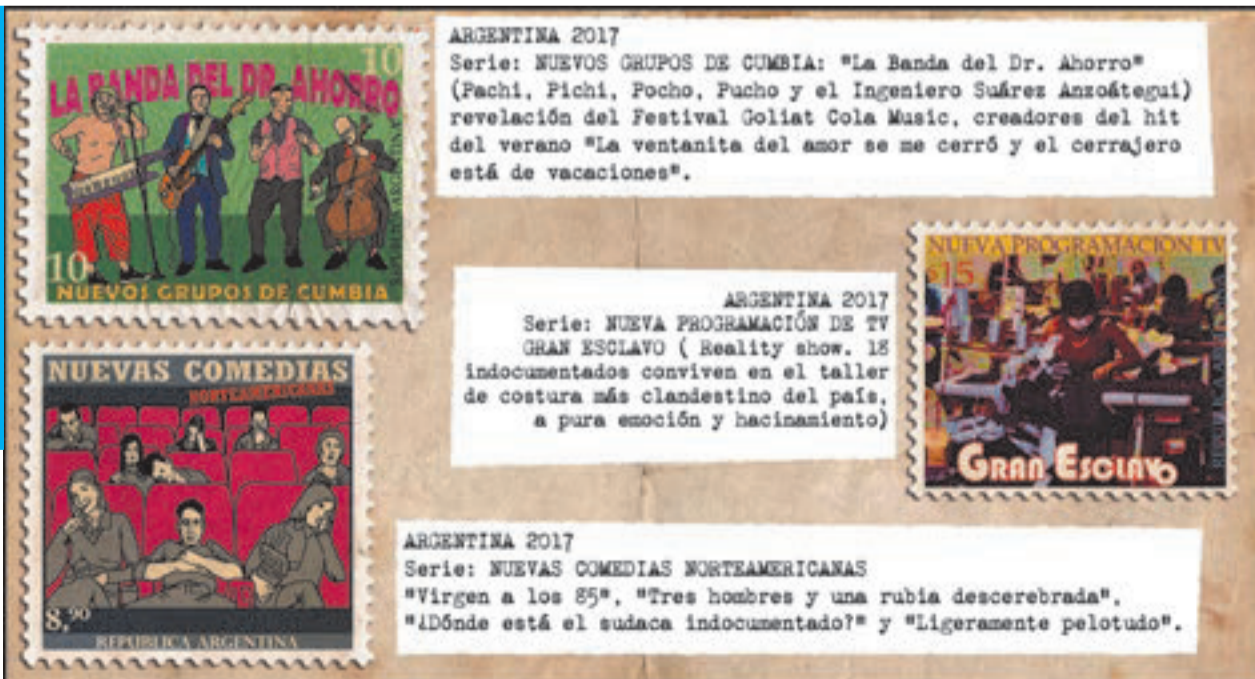 LA BANDA DEL DR. AHORRO
10
10
NUEVOS GRUPOS DE CUMBIA
ARGENTINA 2017
Serie: NUEVOS GRUPOS DE CUMBIA: "La Banda del Dr. Ahorro"
(Pachi, Pichi, Pocho, Pucho y el Ingeniero Suárez Anzoátegui)
revelación del Festival Goliat Cola Music, creadores del hit
del verano "La ventanita del amor se me cerró y el cerrajero
está de vacaciones".
ARGENTINA 2017
Serie: NUEVA PROGRAMACIÓN DE TV
GRAN ESCLAVO ( Reality show. 18
indocumentados conviven en el taller
de costura más clandestino del país,
a pura emoción y hacinamiento)
NUEVA PROGRAMACION TV
$15
GRAN ESCLAVO
NUEVAS COMEDIAS
NORTEAMERICANAS
8,90
REPUBLICA ARGENTINA
ARGENTINA 2017
Serie: NUEVAS COMEDIAS NORTEAMERICANAS
"Virgen a los 85", "Tres hombres y una rubia descerebrada",
"¿Dónde está el sudaca indocumentado?" y "Ligeramente pelotudo".